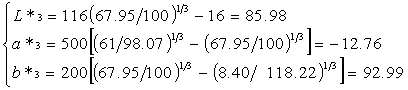 L*₃ = 116(67.95/100)^{1/3} − 16 = 85.98
a*₃ = 500[(61/98.07)^{1/3} − (67.95/100)^{1/3}] = −12.76
b*₃ = 200[(67.95/100)^{1/3} − (8.40/ 118.22)^{1/3}] = 92.99